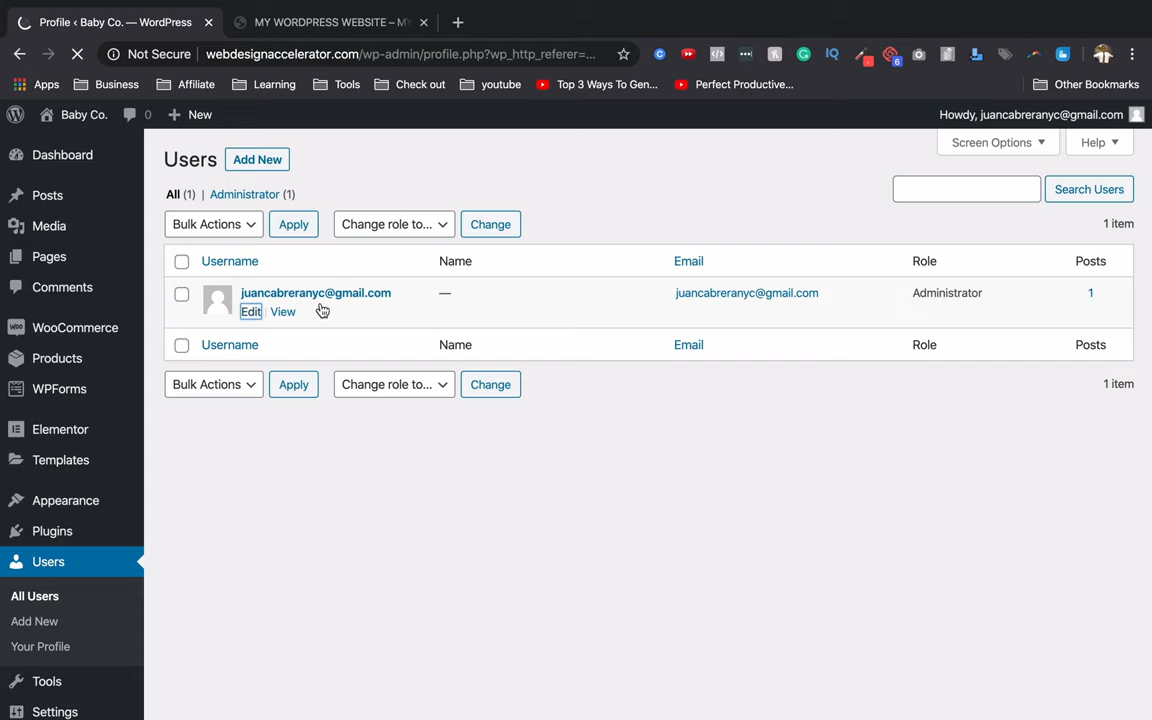 Profile ‹ Baby Co. — WordPress
MY WORDPRESS WEBSITE – MY
Not Secure
webdesignaccelerator.com/wp-admin/profile.php?wp_http_referer=...
6
Apps
Business
Affiliate
Learning
Tools
Check out
youtube
Top 3 Ways To Gen...
Perfect Productive...
Other Bookmarks
Baby Co.
0
New
Howdy, juancabreranyc@gmail.com
Dashboard
Posts
Media
Pages
Comments
WooCommerce
Products
WPForms
Elementor
Templates
Appearance
Plugins
Users
All Users
Add New
Your Profile
Tools
Settings
Screen Options
Help
Users
Add New
All (1) | Administrator (1)
Search Users
Bulk Actions
Apply
Change role to...
Change
1 item
Username
Name
Email
Role
Posts
juancabreranyc@gmail.com
—
juancabreranyc@gmail.com
Administrator
1
Edit | View
Username
Name
Email
Role
Posts
Bulk Actions
Apply
Change role to...
Change
1 item